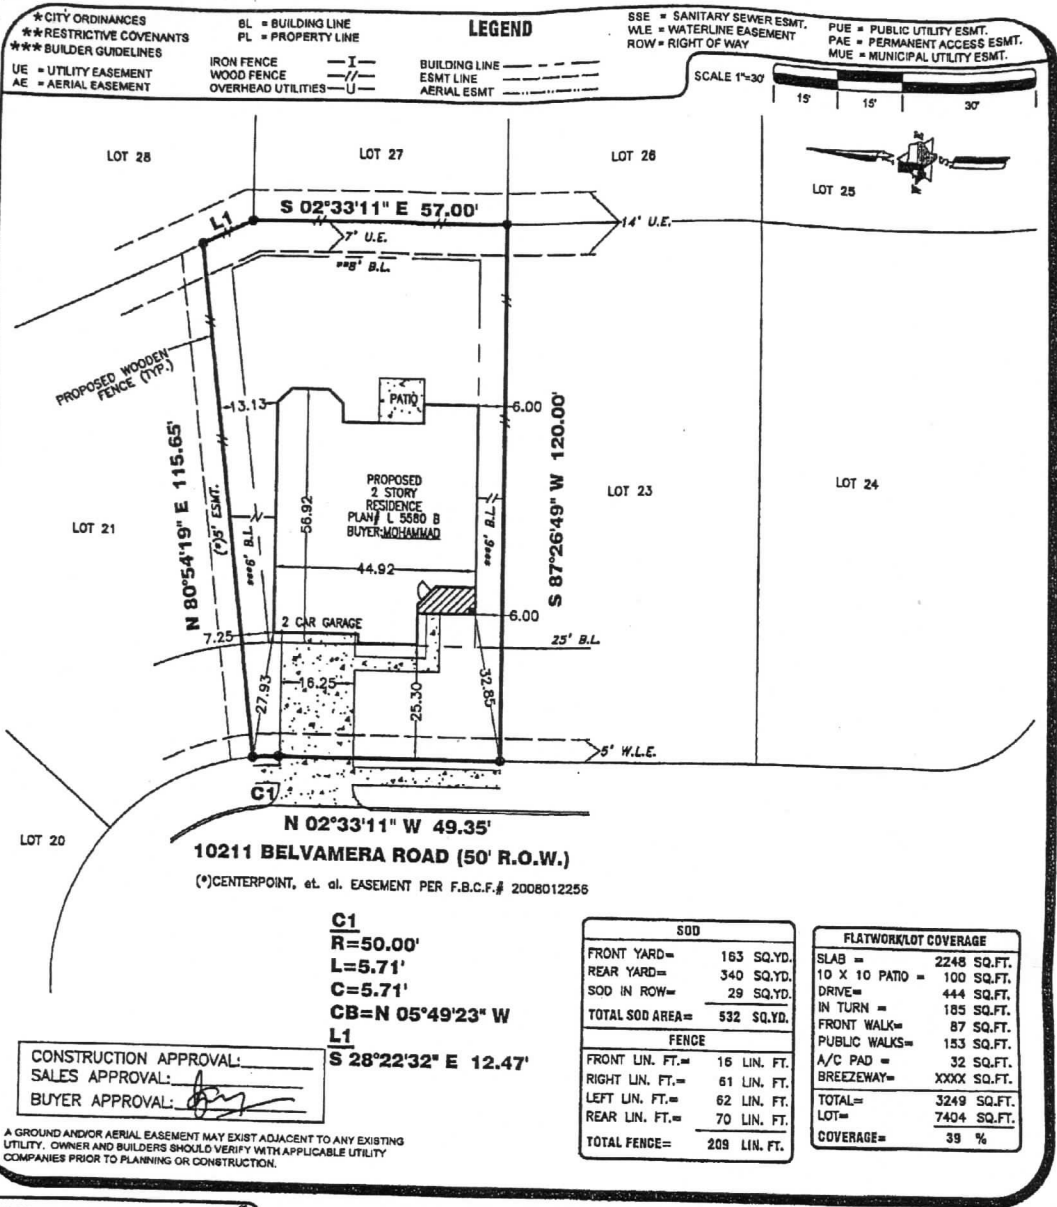 *CITY ORDINANCES
**RESTRICTIVE COVENANTS
***BUILDER GUIDELINES
UE = UTILITY EASEMENT
AE = AERIAL EASEMENT
BL = BUILDING LINE
PL = PROPERTY LINE
IRON FENCE I
WOOD FENCE //
OVERHEAD UTILITIES U
LEGEND
BUILDING LINE
ESMT LINE
AERIAL ESMT
SSE = SANITARY SEWER ESMT.
WLE = WATERLINE EASEMENT
ROW = RIGHT OF WAY
PUE = PUBLIC UTILITY ESMT.
PAE = PERMANENT ACCESS ESMT.
MUE = MUNICIPAL UTILITY ESMT.
SCALE 1"=30'
15' 15' 30'
LOT 28
LOT 27
LOT 26
LOT 25
L1
S 02°33'11" E 57.00'
14' U.E.
7' U.E.
**8' B.L.
PROPOSED WOODEN
FENCE (TYP.)
13.13
PATIO
6.00
N 80°54'19" E 115.65'
(*)5' ESMT.
***6' B.L.
56.92
PROPOSED
2 STORY
RESIDENCE
PLAN# L 5580 B
BUYER:MOHAMMAD
***6' B.L.
S 87°26'49" W 120.00'
LOT 21
LOT 23
LOT 24
44.92
6.00
7.25
2 CAR GARAGE
25' B.L.
27.93
16.25
25.30
32.85
5' W.L.E.
C1
LOT 20
N 02°33'11" W 49.35'
10211 BELVAMERA ROAD (50' R.O.W.)
(*)CENTERPOINT, et. al. EASEMENT PER F.B.C.F.# 2008012256
C1
R=50.00'
L=5.71'
C=5.71'
CB=N 05°49'23" W
L1
S 28°22'32" E 12.47'
CONSTRUCTION APPROVAL:
SALES APPROVAL:
BUYER APPROVAL:
A GROUND AND/OR AERIAL EASEMENT MAY EXIST ADJACENT TO ANY EXISTING
UTILITY. OWNER AND BUILDERS SHOULD VERIFY WITH APPLICABLE UTILITY
COMPANIES PRIOR TO PLANNING OR CONSTRUCTION.
SOD
FRONT YARD= 163 SQ.YD.
REAR YARD= 340 SQ.YD.
SOD IN ROW= 29 SQ.YD.
TOTAL SOD AREA= 532 SQ.YD.
FENCE
FRONT LIN. FT.= 16 LIN. FT.
RIGHT LIN. FT.= 61 LIN. FT.
LEFT LIN. FT.= 62 LIN. FT.
REAR LIN. FT.= 70 LIN. FT.
TOTAL FENCE= 209 LIN. FT.
FLATWORK/LOT COVERAGE
SLAB = 2248 SQ.FT.
10 X 10 PATIO = 100 SQ.FT.
DRIVE= 444 SQ.FT.
IN TURN = 185 SQ.FT.
FRONT WALK= 87 SQ.FT.
PUBLIC WALKS= 153 SQ.FT.
A/C PAD = 32 SQ.FT.
BREEZEWAY= XXXX SQ.FT.
TOTAL= 3249 SQ.FT.
LOT= 7404 SQ.FT.
COVERAGE= 39 %